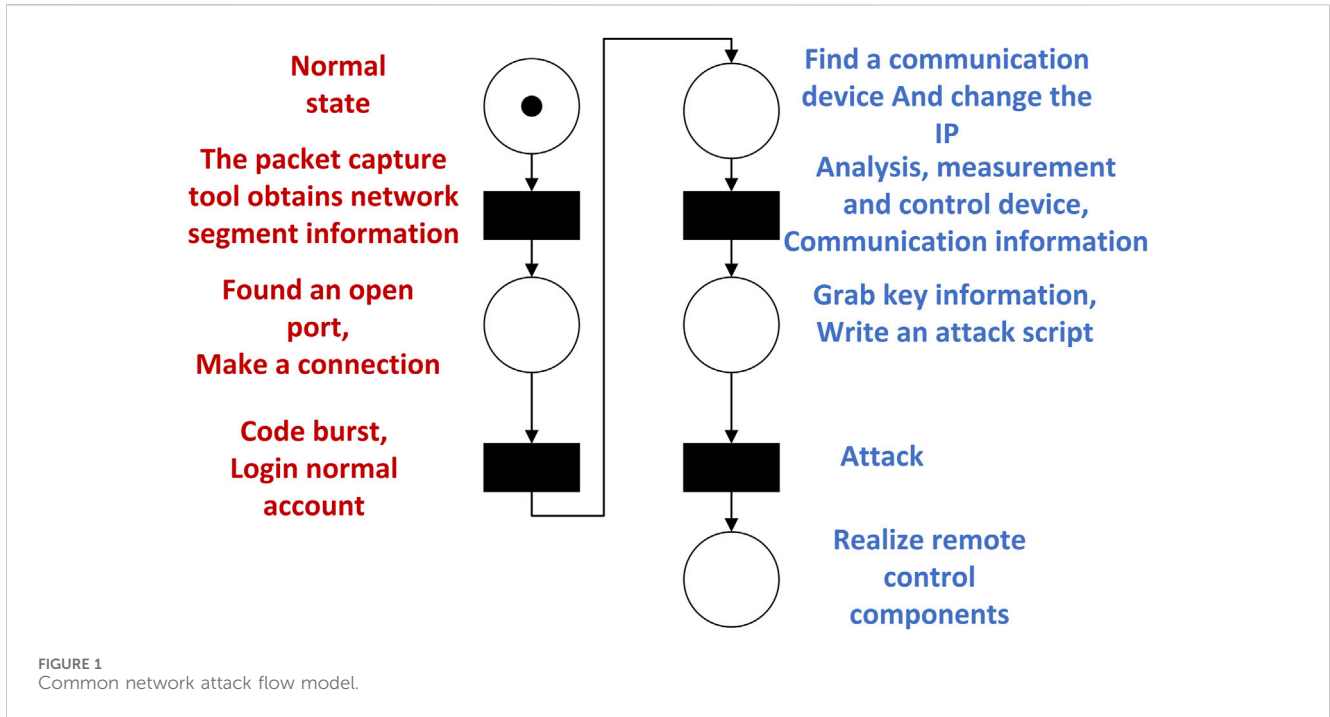 Normal
state
The packet capture
tool obtains network
segment information
Found an open
port,
Make a connection
Code burst,
Login normal
account
Find a communication
device And change the
IP
Analysis, measurement
and control device,
Communication information
Grab key information,
Write an attack script
Attack
Realize remote
control
components
FIGURE 1
Common network attack flow model.